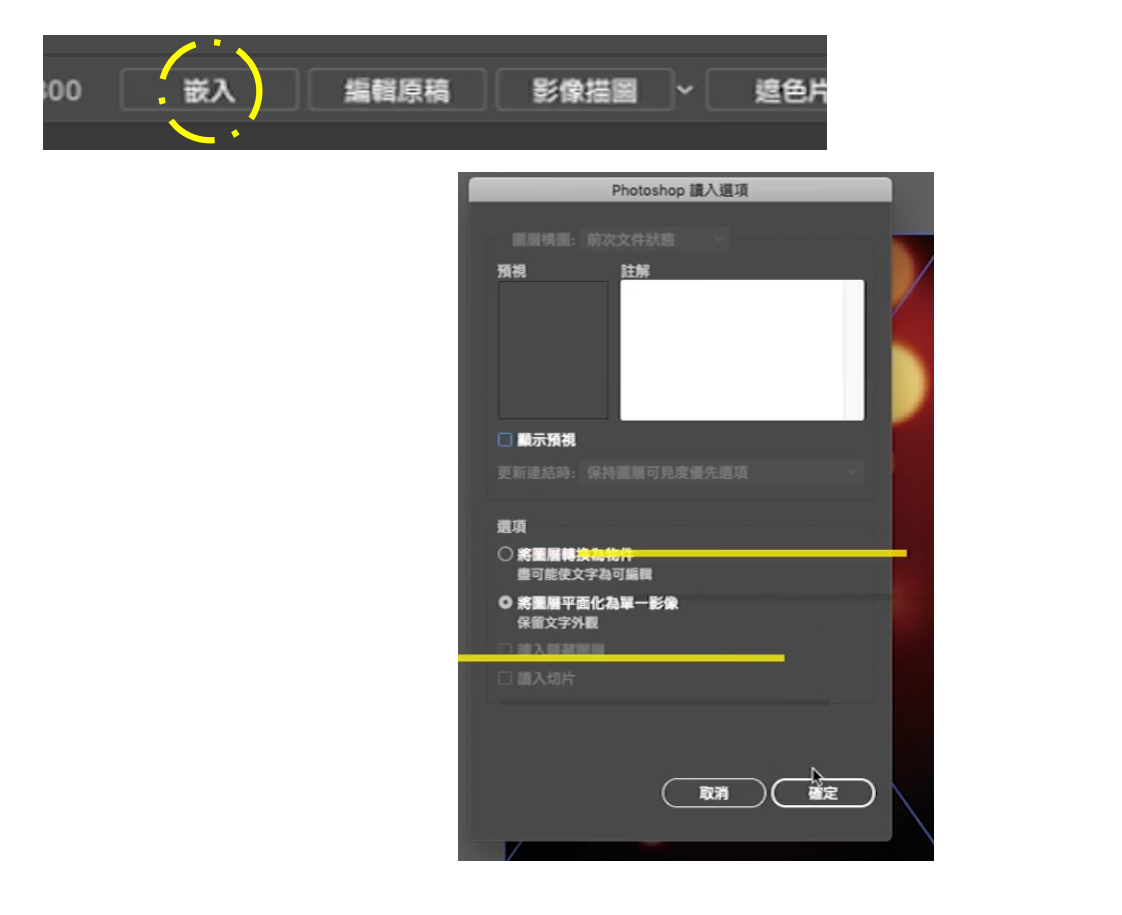 300 嵌入 編輯原稿 影像描圖 遮色片
Photoshop 讀入選項
圖層構圖: 前次文件狀態
預視 註解
顯示預視
更新連結時: 保持圖層可見度優先選項
選項
將圖層轉換為物件
盡可能使文字為可編輯
將圖層平面化為單一影像
保留文字外觀
讀入隱藏圖層
讀入切片
取消 確定